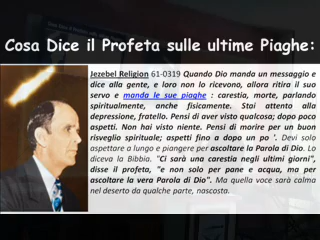 Cosa Dice il Profeta sulle ultime Piaghe:
Jezebel Religion 61-0319 Quando Dio manda un messaggio e
dice alla gente, e loro non lo ricevono, allora ritira il suo
servo e manda le sue piaghe : carestia, morte, parlando
spiritualmente, anche fisicamente. Stai attento alla
depressione, fratello. Pensi di aver visto qualcosa; dopo poco
aspetti. Non hai visto niente. Pensi di morire per un buon
risveglio spirituale; aspetti fino a dopo un po '. Devi solo
aspettare a lungo e piangere per ascoltare la Parola di Dio. Lo
diceva la Bibbia. "Ci sarà una carestia negli ultimi giorni",
disse il profeta, "e non solo per pane e acqua, ma per
ascoltare la vera Parola di Dio". Ma quella voce sarà calma
nel deserto da qualche parte, nascosta.